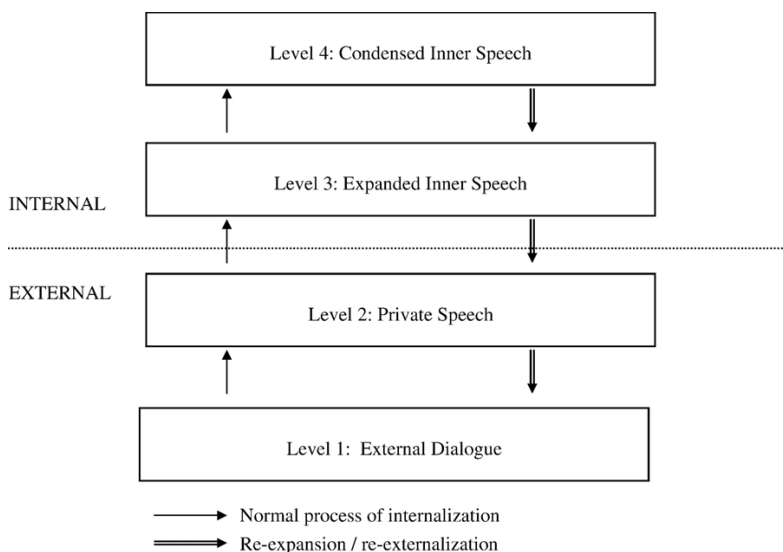 Level 4: Condensed Inner Speech
Level 3: Expanded Inner Speech
INTERNAL
EXTERNAL
Level 2: Private Speech
Level 1: External Dialogue
Normal process of internalization
Re-expansion / re-externalization